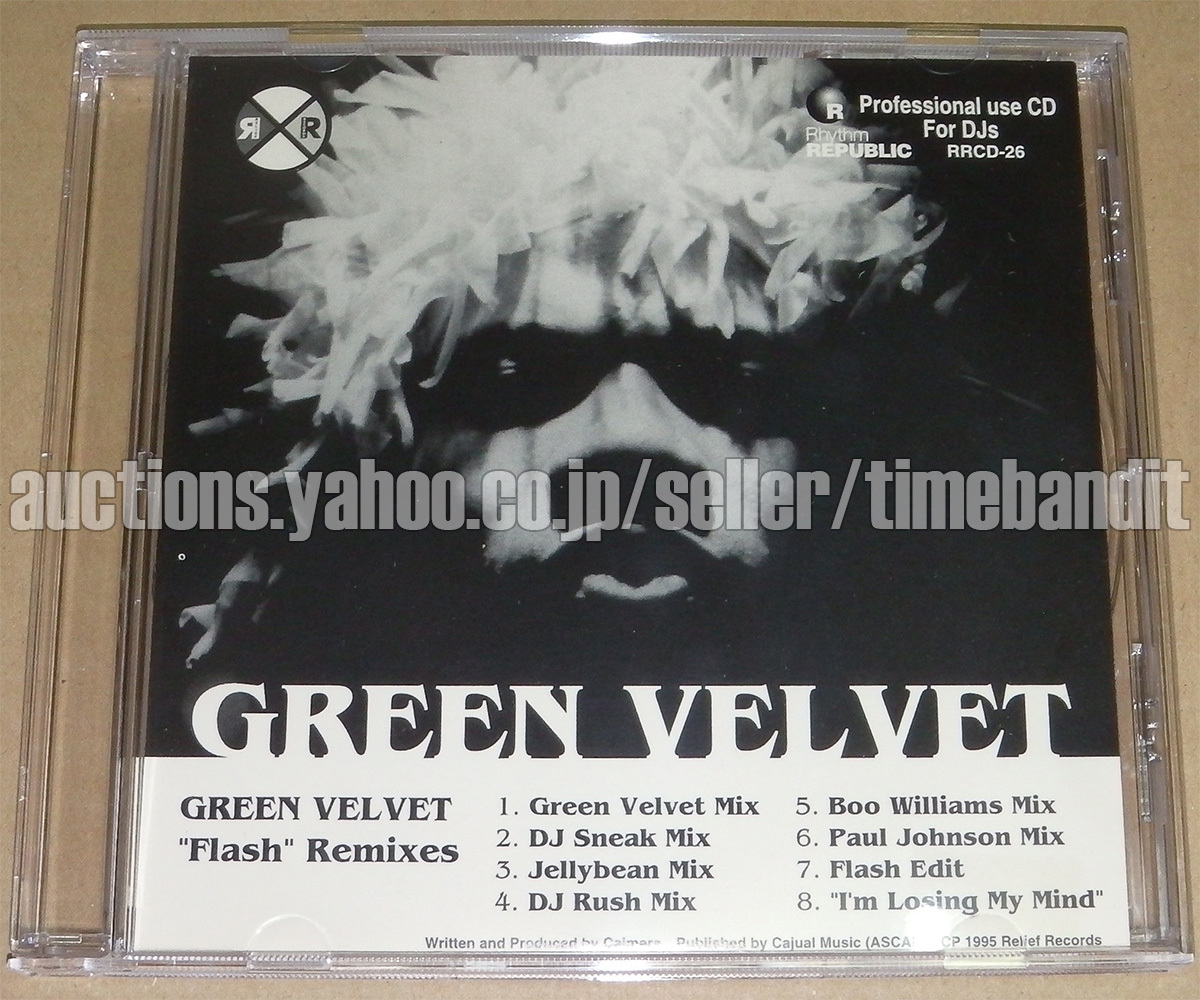 R R
Professional use CD
For DJs
R
Rhythm
REPUBLIC RRCD-26
auctions.yahoo.co.jp/seller/timebandit
GREEN VELVET
GREEN VELVET
"Flash" Remixes
1. Green Velvet Mix
2. DJ Sneak Mix
3. Jellybean Mix
4. DJ Rush Mix
5. Boo Williams Mix
6. Paul Johnson Mix
7. Flash Edit
8. "I'm Losing My Mind"
Written and Produced by Cajmere Published by Cajual Music (ASCA CP 1995 Relief Records